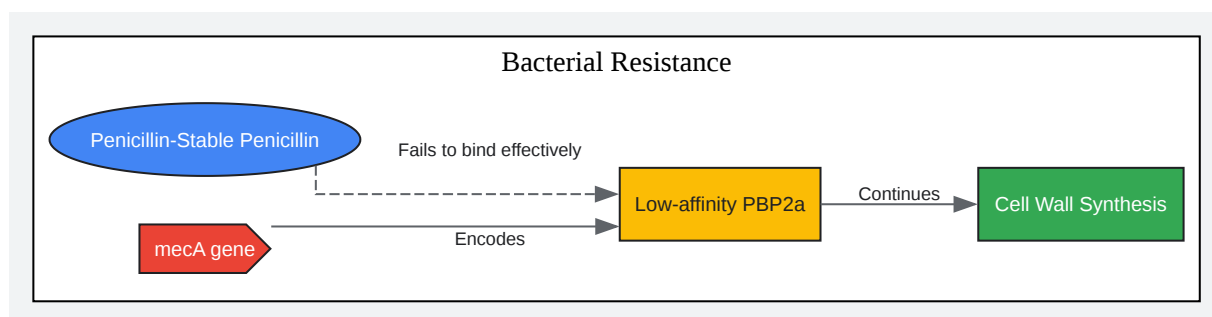 Bacterial Resistance
Penicillin-Stable Penicillin
Fails to bind effectively
Low-affinity PBP2a
Continues
Cell Wall Synthesis
mecA gene
Encodes